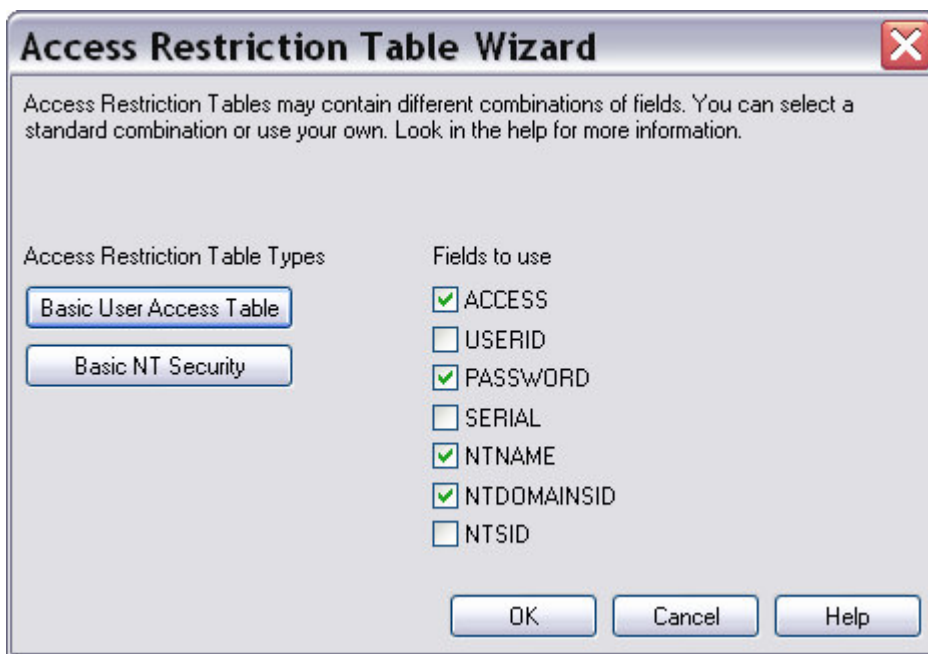 Access Restriction Table Wizard
Access Restriction Tables may contain different combinations of fields. You can select a
standard combination or use your own. Look in the help for more information.
Access Restriction Table Types
Basic User Access Table
Basic NT Security
Fields to use
ACCESS
USERID
PASSWORD
SERIAL
NTNAME
NTDOMAINSID
NTSID
OK
Cancel
Help